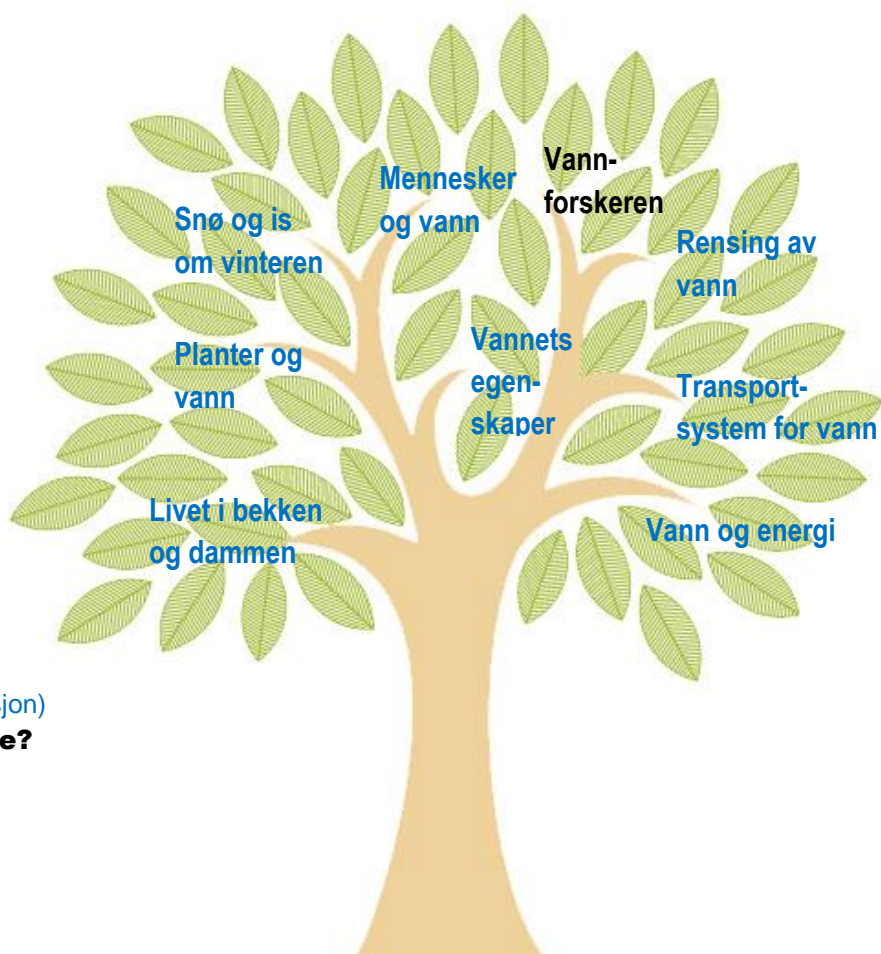 Vann-
forskeren
Mennesker
og vann
Snø og is
om vinteren
Rensing av
vann
Vannets
egen-
skaper
Planter og
vann
Transport-
system for vann
Livet i bekken
og dammen
Vann og energi
sjon)
e?